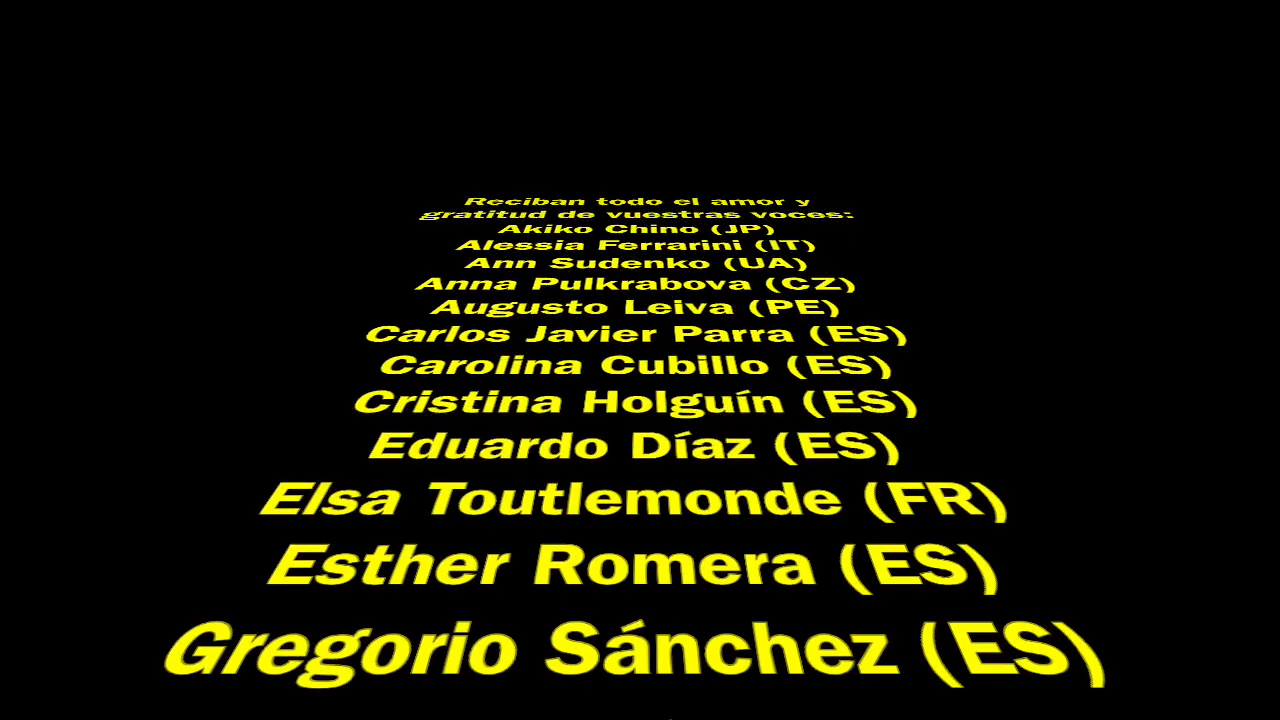 Reciban todo el amor y
gratitud de vuestras voces:
Akiko Chino (JP)
Alessia Ferrarini (IT)
Ann Sudenko (UA)
Anna Pulkrabova (CZ)
Augusto Leiva (PE)
Carlos Javier Parra (ES)
Carolina Cubillo (ES)
Cristina Holguín (ES)
Eduardo Díaz (ES)
Elsa Toutlemonde (FR)
Esther Romera (ES)
Gregorio Sánchez (ES)